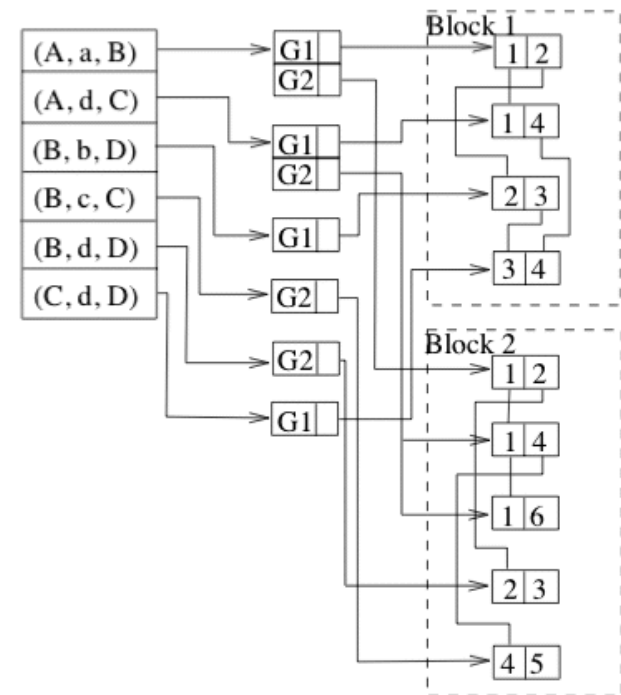 (A, a, B)
(A, d, C)
(B, b, D)
(B, c, C)
(B, d, D)
(C, d, D)
G1
G2
G1
G2
G1
G2
G2
G1
Block 1
1 2
1 4
2 3
3 4
Block 2
1 2
1 4
1 6
2 3
4 5